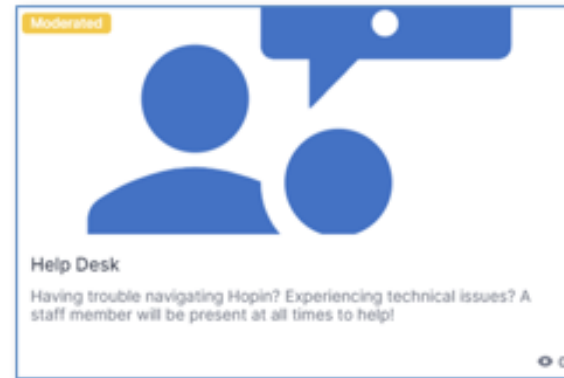 Moderated
Help Desk
Having trouble navigating Hopin? Experiencing technical issues? A
staff member will be present at all times to help!